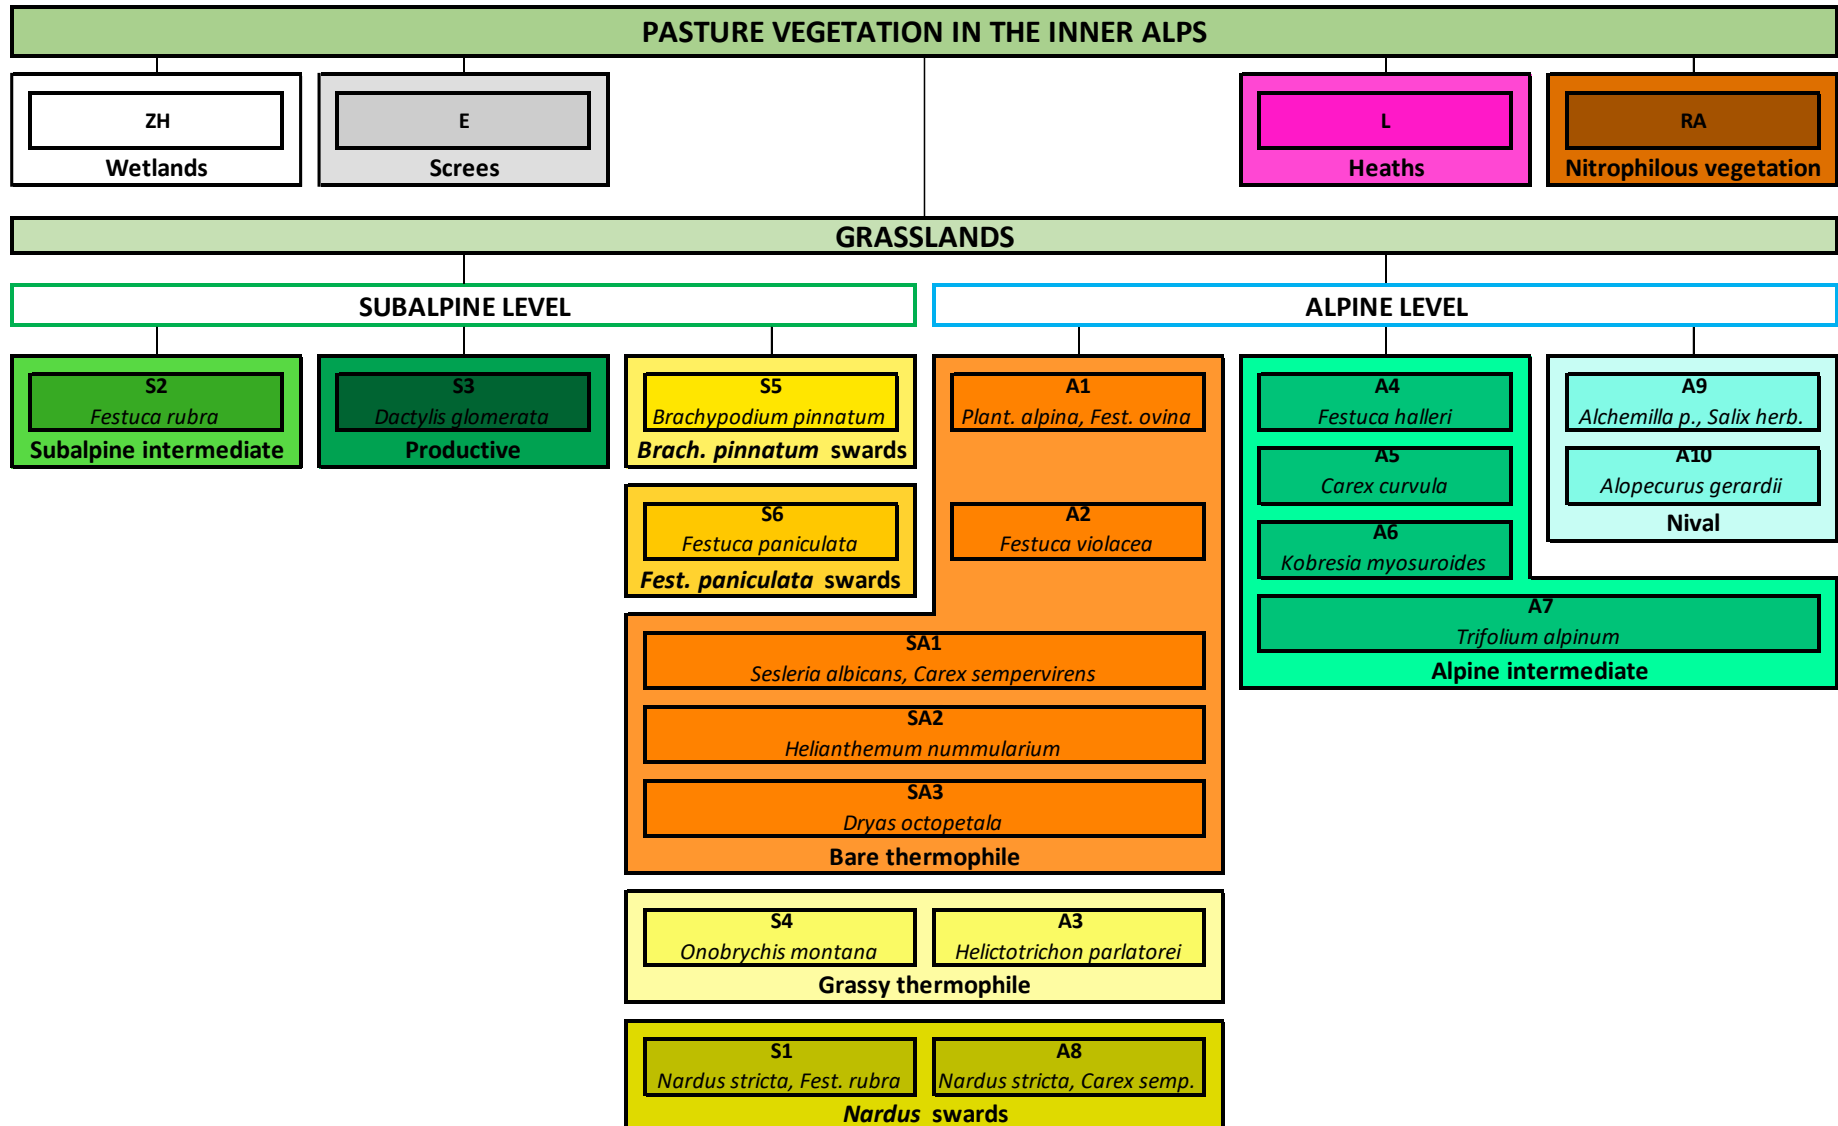 PASTURE VEGETATION IN THE INNER ALPS
ZH
Wetlands
E
Screes
L
Heaths
RA
Nitrophilous vegetation
GRASSLANDS
SUBALPINE LEVEL
ALPINE LEVEL
S2
Festuca rubra
Subalpine intermediate
S3
Dactylis glomerata
Productive
S5
Brachypodium pinnatum
Brach. pinnatum swards
S6
Festuca paniculata
Fest. paniculata swards
A1
Plant. alpina, Fest. ovina
A2
Festuca violacea
SA1
Sesleria albicans, Carex sempervirens
SA2
Helianthemum nummularium
SA3
Dryas octopetala
Bare thermophile
A4
Festuca halleri
A5
Carex curvula
A6
Kobresia myosuroides
A7
Trifolium alpinum
Alpine intermediate
A9
Alchemilla p., Salix herb.
A10
Alopecurus gerardii
Nival
S4
Onobrychis montana
A3
Helictotrichon parlatorei
Grassy thermophile
S1
Nardus stricta, Fest. rubra
A8
Nardus stricta, Carex semp.
Nardus swards